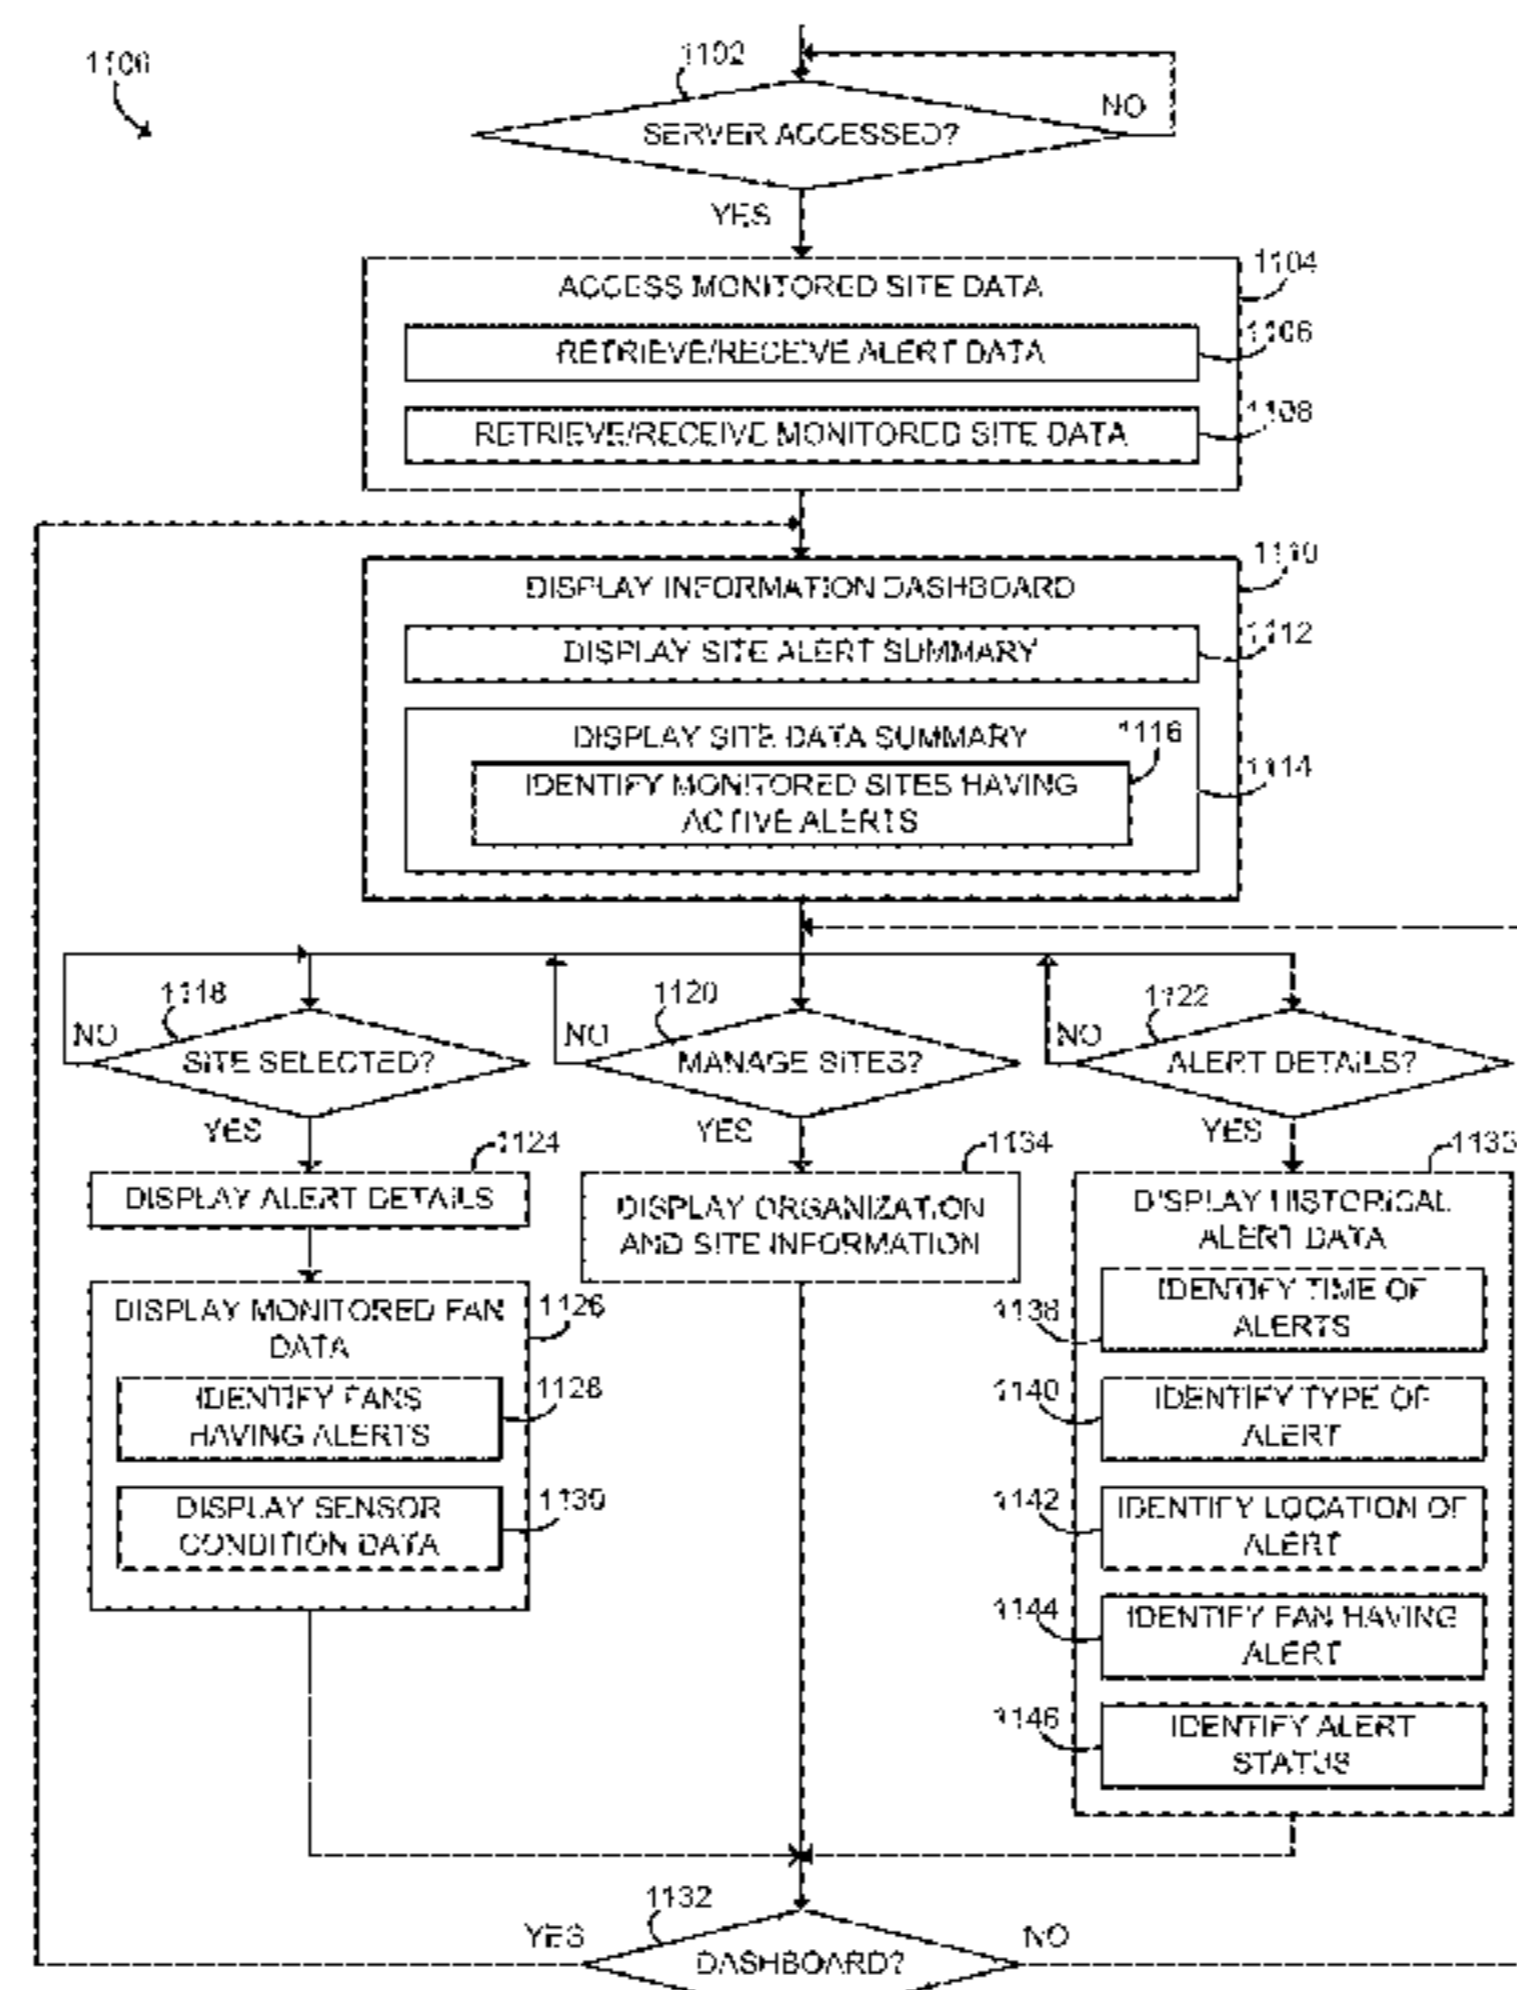 1100
1102
NO
SERVER ACCESSED?
YES
1104
ACCESS MONITORED SITE DATA
1106
RETRIEVE/RECEIVE ALERT DATA
1108
RETRIEVE/RECEIVE MONITORED SITE DATA
1110
DISPLAY INFORMATION DASHBOARD
1112
DISPLAY SITE ALERT SUMMARY
DISPLAY SITE DATA SUMMARY
1116
1114
IDENTIFY MONITORED SITES HAVING
ACTIVE ALERTS
1118
NO
SITE SELECTED?
YES
1120
NO
MANAGE SITES?
YES
1122
NO
ALERT DETAILS?
YES
1124
DISPLAY ALERT DETAILS
1126
DISPLAY MONITORED FAN
DATA
1128
IDENTIFY FANS
HAVING ALERTS
1130
DISPLAY SENSOR
CONDITION DATA
1134
DISPLAY ORGANIZATION
AND SITE INFORMATION
DISPLAY HISTORICAL
ALERT DATA
1138
IDENTIFY TIME OF
ALERTS
1140
IDENTIFY TYPE OF
ALERT
1142
IDENTIFY LOCATION OF
ALERT
1144
IDENTIFY FAN HAVING
ALERT
1146
IDENTIFY ALERT
STATUS
1132
YES
DASHBOARD?
NO